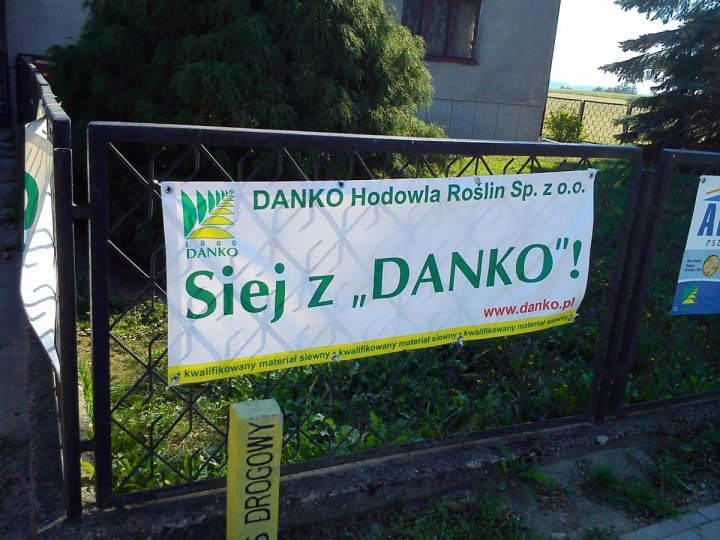 DANKO Hodowla Roślin Sp. z o.o.
1880
DANKO
Siej z „DANKO”!
www.danko.pl
• kwalifikowany materiał siewny • kwalifikowany materiał siewny • kwalifikowany materiał siewny •
S DROGOWY